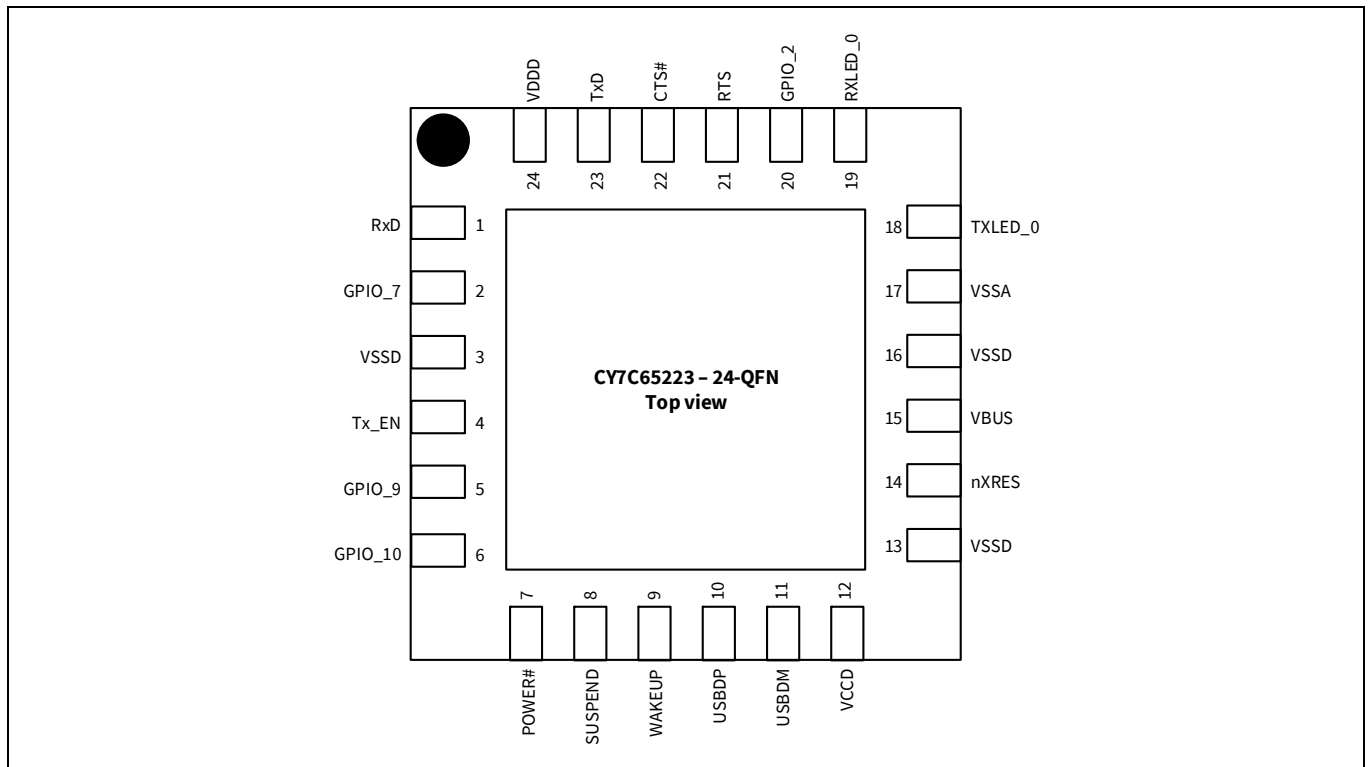 VDDD
TxD
CTS#
RTS
GPIO_2
RXLED_0
24
23
22
21
20
19
RxD 1
GPIO_7 2
VSSD 3
Tx_EN 4
GPIO_9 5
GPIO_10 6
CY7C65223 – 24-QFN
Top view
18 TXLED_0
17 VSSA
16 VSSD
15 VBUS
14 nXRES
13 VSSD
7
8
9
10
11
12
POWER#
SUSPEND
WAKEUP
USBDP
USBDM
VCCD